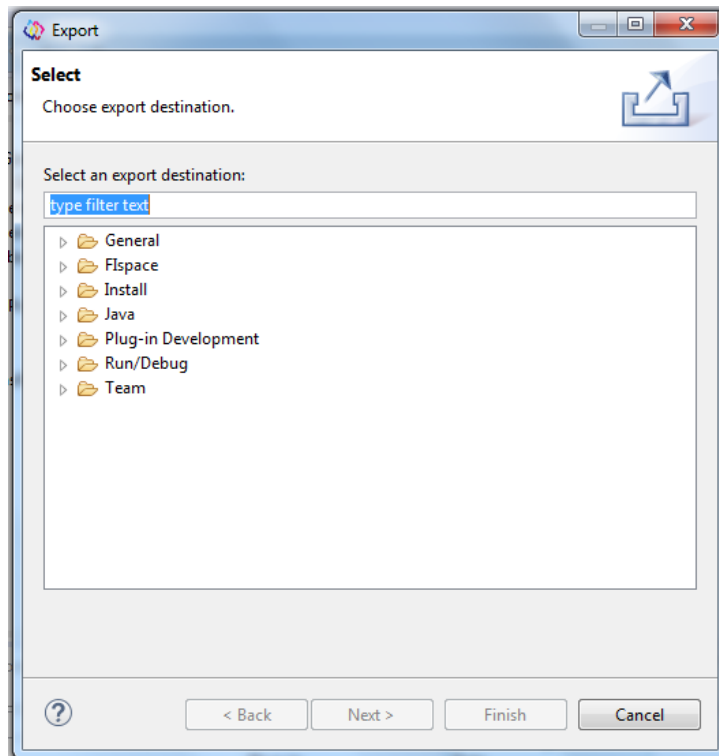 Export
Select
Choose export destination.
Select an export destination:
type filter text
General
FIspace
Install
Java
Plug-in Development
Run/Debug
Team
?
< Back Next > Finish Cancel